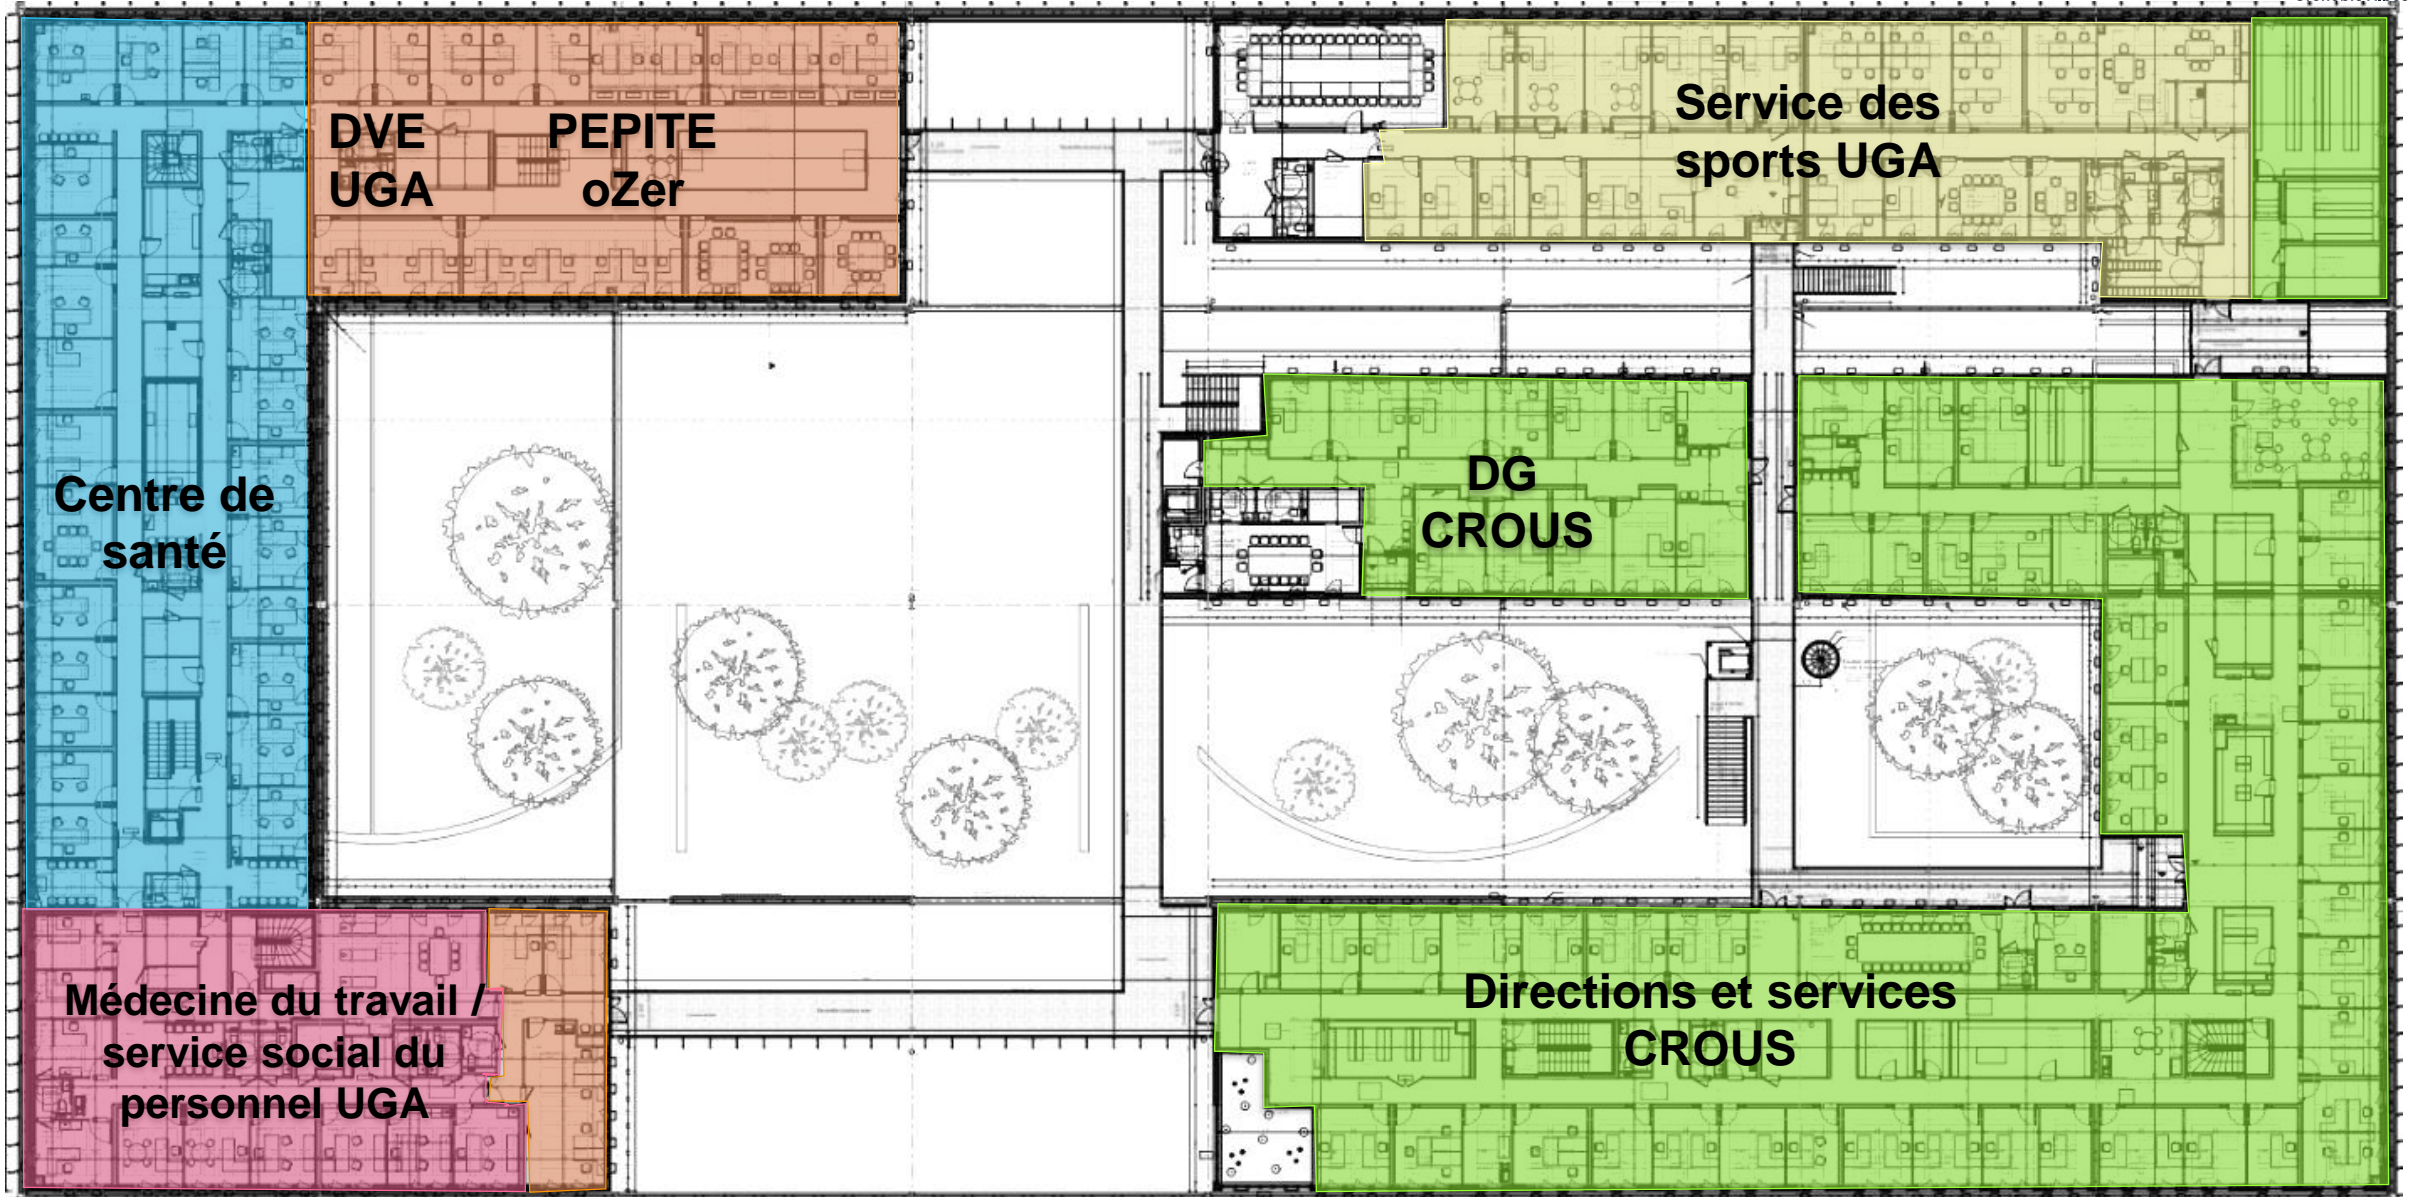 DVE
UGA
PEPITE
oZer
Service des
sports UGA
Centre de
santé
DG
CROUS
Médecine du travail /
service social du
personnel UGA
Directions et services
CROUS